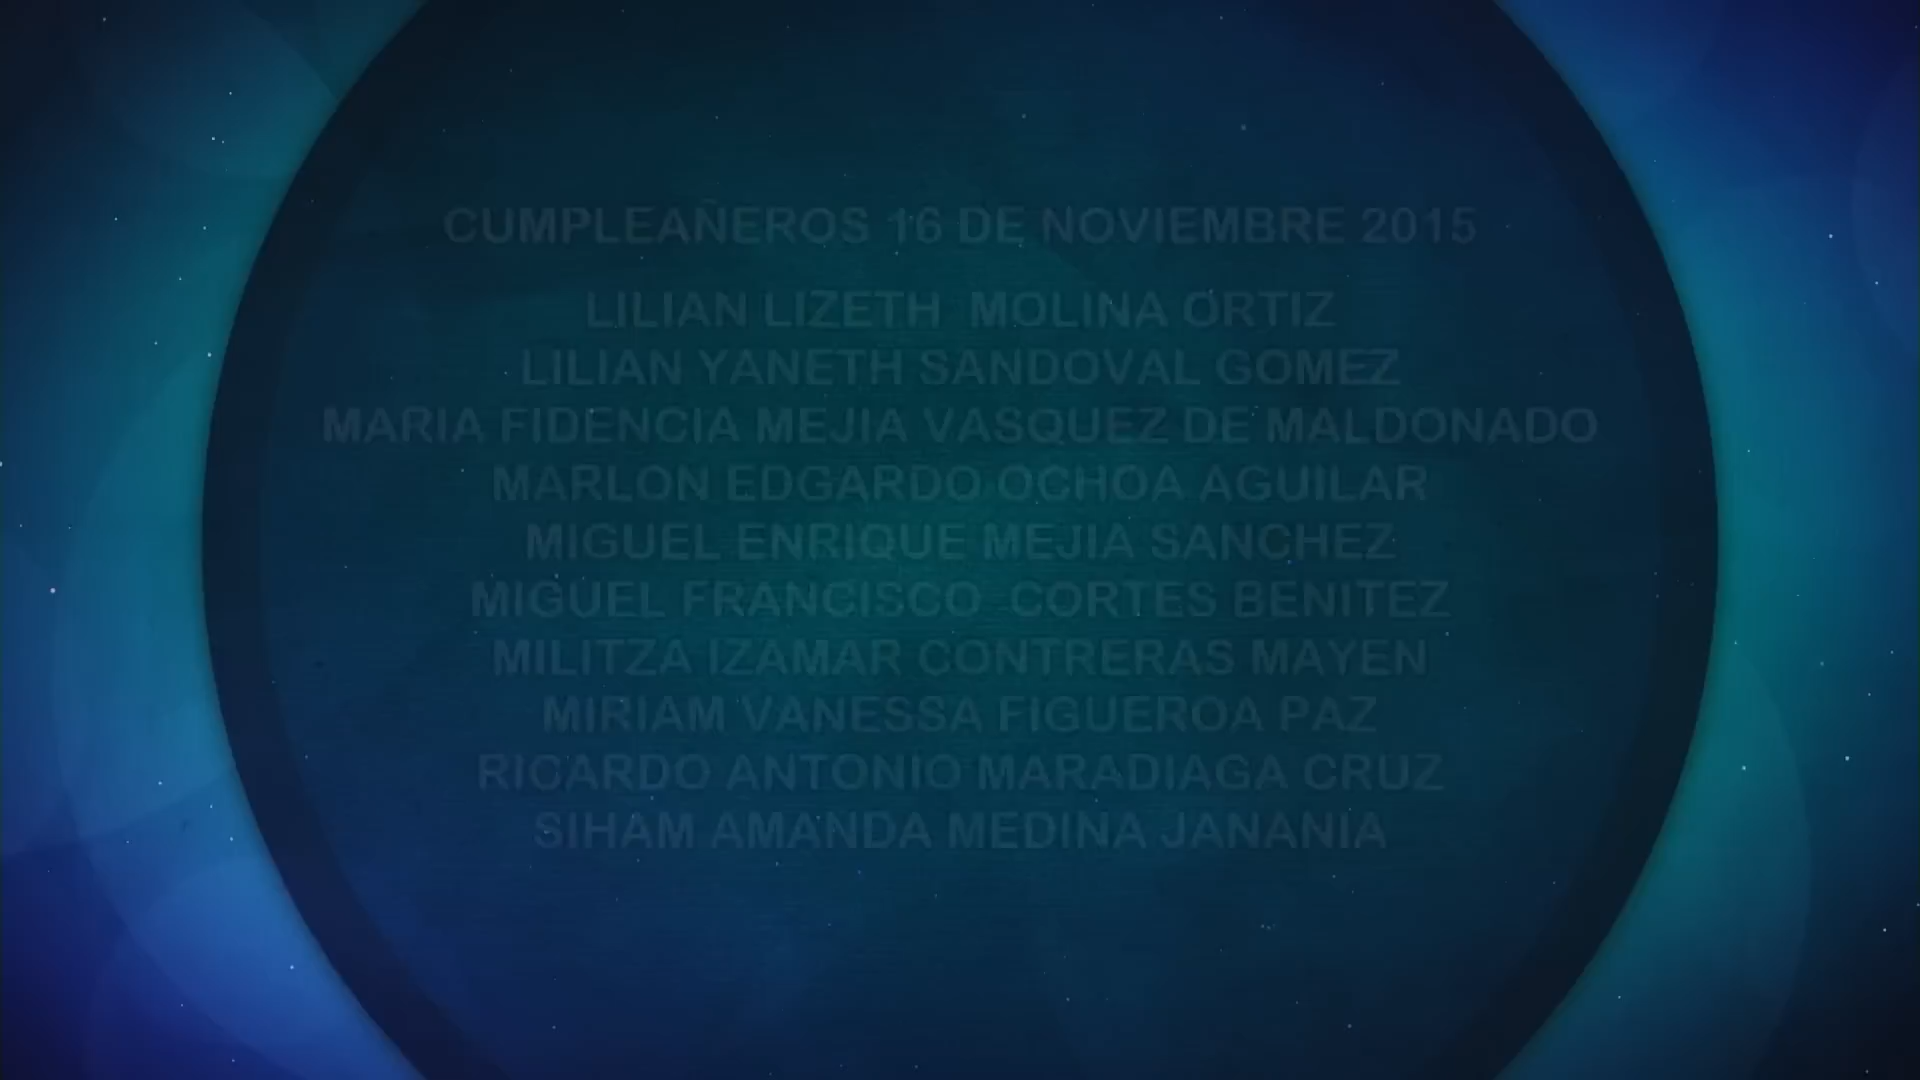 CUMPLEAÑEROS 16 DE NOVIEMBRE 2015
LILIAN LIZETH MOLINA ORTIZ
LILIAN YANETH SANDOVAL GOMEZ
MARIA FIDENCIA MEJIA VASQUEZ DE MALDONADO
MARLON EDGARDO OCHOA AGUILAR
MIGUEL ENRIQUE MEJIA SANCHEZ
MIGUEL FRANCISCO CORTES BENITEZ
MILITZA IZAMAR CONTRERAS MAYEN
MIRIAM VANESSA FIGUEROA PAZ
RICARDO ANTONIO MARADIAGA CRUZ
SIHAM AMANDA MEDINA JANANIA